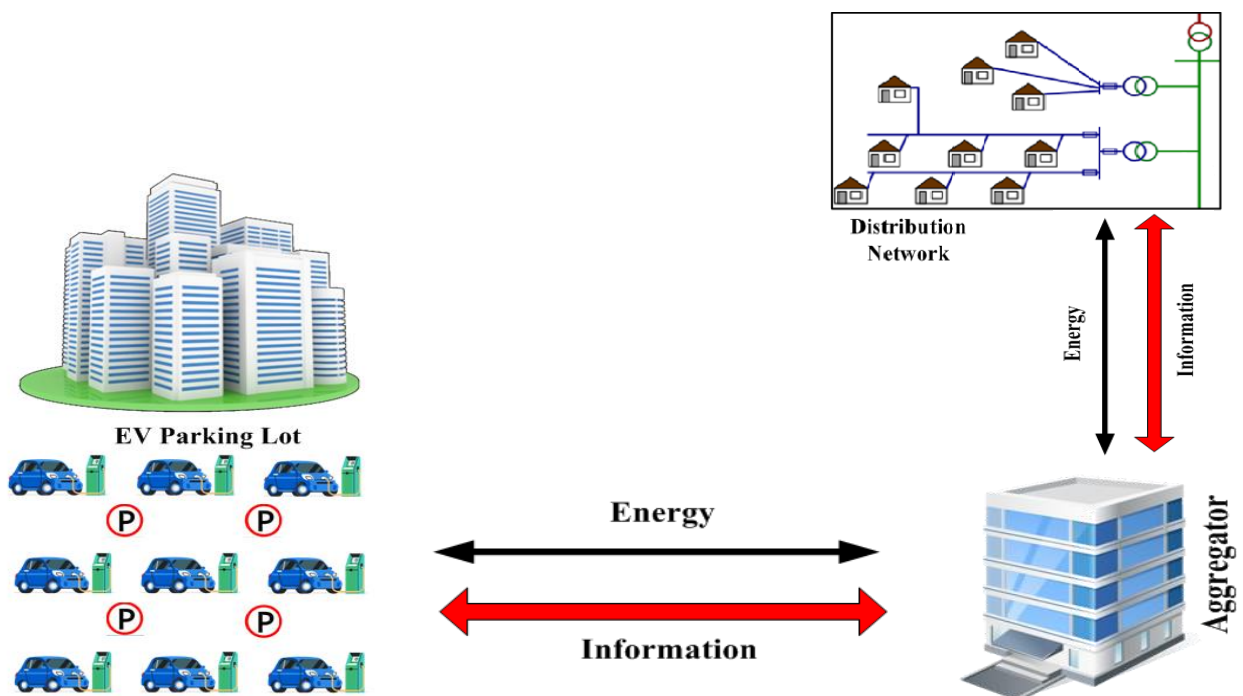 Distribution
Network
Energy
Information
EV Parking Lot
P
P
P
P
Energy
Information
Aggregator